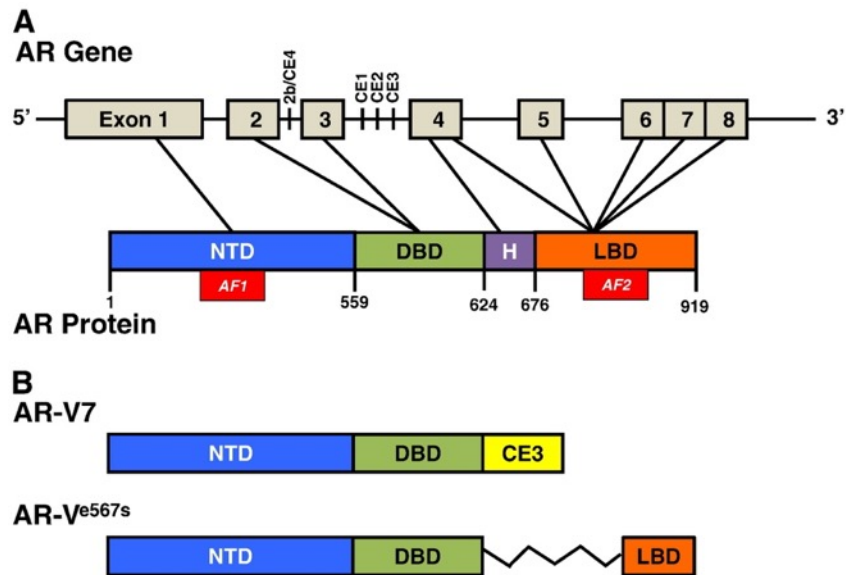 A
AR Gene
2b/CE4
CE1
CE2
CE3
5’ Exon 1 2 3 4 5 6 7 8 3’
NTD DBD H LBD
AF1 AF2
1 559 624 676 919
AR Protein
B
AR-V7
NTD DBD CE3
AR-Ve567s
NTD DBD LBD